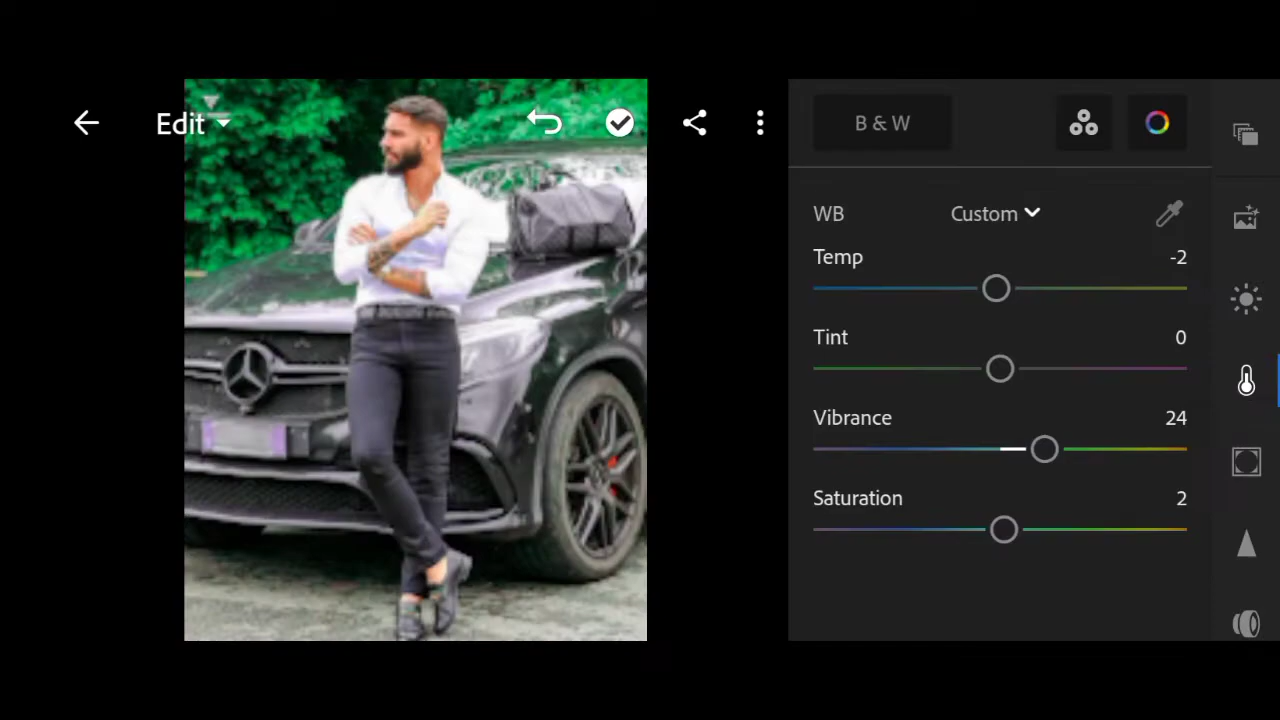 Edit
B & W
WB Custom
Temp -2
Tint 0
Vibrance 24
Saturation 2